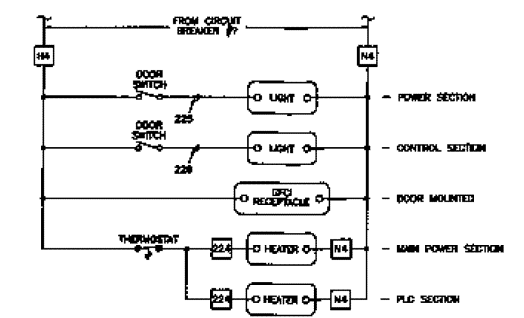 FROM CIRCUIT
BREAKER #?
H4
N4
DOOR
SWITCH
LIGHT
- POWER SECTION
225
DOOR
SWITCH
LIGHT
- CONTROL SECTION
226
GFCI
RECEPTACLE
- DOOR MOUNTED
THERMOSTAT
224
HEATER
N4
- MAIN POWER SECTION
224
HEATER
N4
- PLC SECTION